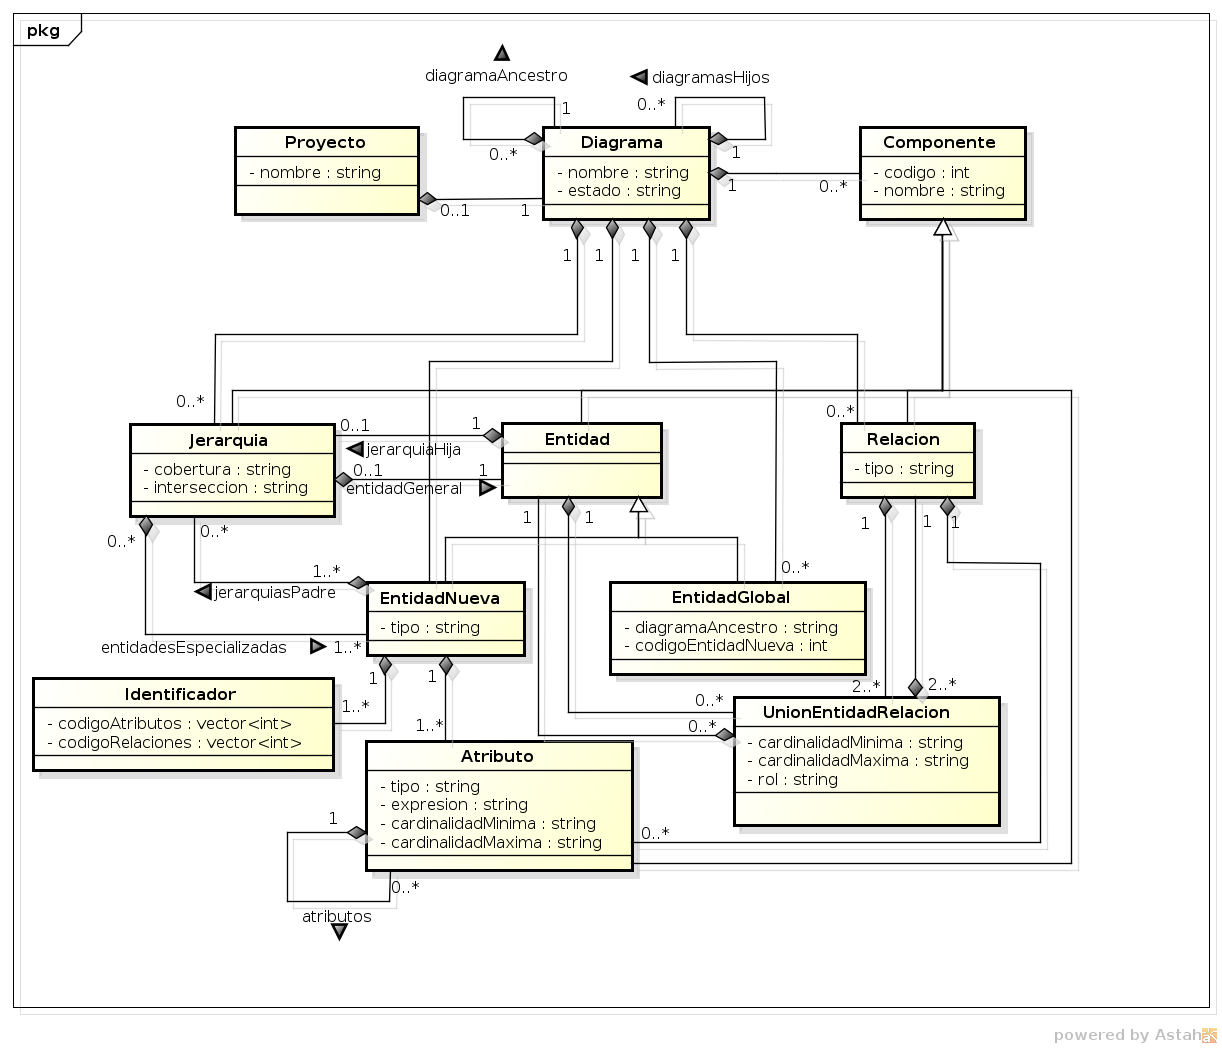 pkg
diagramaAncestro
diagramasHijos
1
0..*
0..*
1
Proyecto
- nombre : string
Diagrama
- nombre : string
- estado : string
Componente
- codigo : int
- nombre : string
1
0..*
0..1
1
1
1
1
1
0..*
0..*
Jerarquia
- cobertura : string
- interseccion : string
0..1
1
jerarquiaHija
0..1
1
entidadGeneral
Entidad
Relacion
- tipo : string
0..*
0..*
1
1
1
1
1
0..*
1..*
jerarquiasPadre
entidadesEspecializadas
1..*
EntidadNueva
- tipo : string
EntidadGlobal
- diagramaAncestro : string
- codigoEntidadNueva : int
1
1
2..*
2..*
Identificador
- codigoAtributos : vector<int>
- codigoRelaciones : vector<int>
1..*
1..*
0..*
0..*
UnionEntidadRelacion
- cardinalidadMinima : string
- cardinalidadMaxima : string
- rol : string
Atributo
- tipo : string
- expresion : string
- cardinalidadMinima : string
- cardinalidadMaxima : string
1
0..*
0..*
atributos
powered by Astah